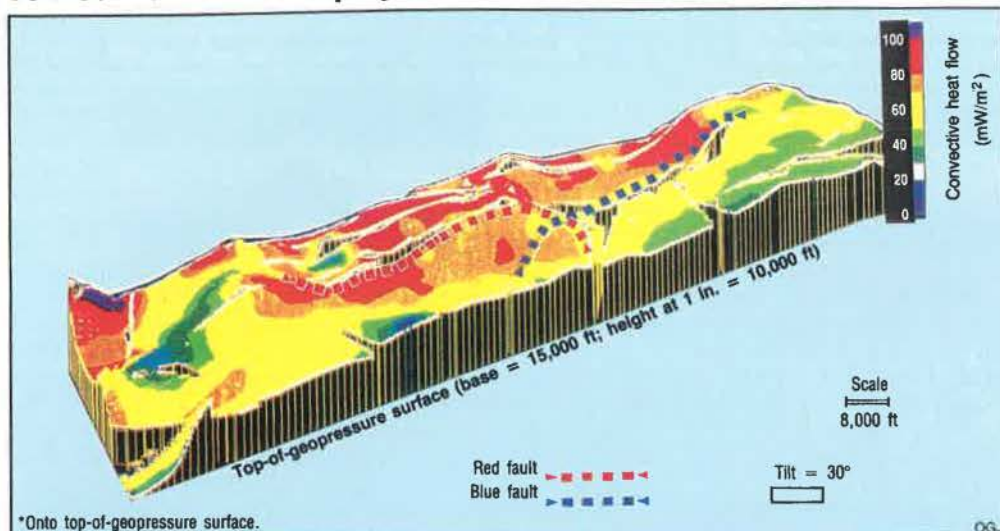 100
80
60
40
20
0
Convective heat flow
(mW/m²)
Top-of-geopressure surface (base = 15,000 ft; height at 1 in. = 10,000 ft)
Scale
8,000 ft
Red fault
Blue fault
Tilt = 30°
*Onto top-of-geopressure surface.